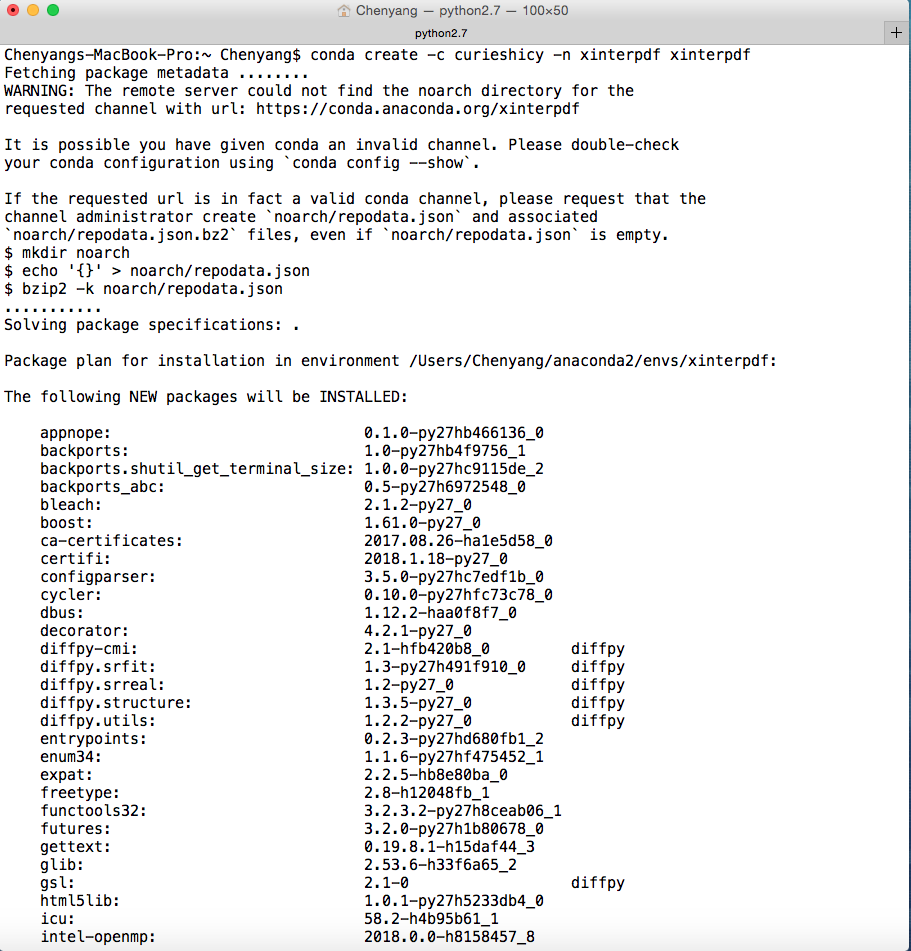 Chenyang — python2.7 — 100×50
python2.7
+
Chenyangs-MacBook-Pro:~ Chenyang$ conda create -c curieshicy -n xinterpdf xinterpdf
Fetching package metadata ........
WARNING: The remote server could not find the noarch directory for the
requested channel with url: https://conda.anaconda.org/xinterpdf

It is possible you have given conda an invalid channel. Please double-check
your conda configuration using `conda config --show`.

If the requested url is in fact a valid conda channel, please request that the
channel administrator create `noarch/repodata.json` and associated
`noarch/repodata.json.bz2` files, even if `noarch/repodata.json` is empty.
$ mkdir noarch
$ echo '{}' > noarch/repodata.json
$ bzip2 -k noarch/repodata.json
...........
Solving package specifications: .

Package plan for installation in environment /Users/Chenyang/anaconda2/envs/xinterpdf:

The following NEW packages will be INSTALLED:

appnope: 0.1.0-py27hb466136_0
backports: 1.0-py27hb4f9756_1
backports.shutil_get_terminal_size: 1.0.0-py27hc9115de_2
backports_abc: 0.5-py27h6972548_0
bleach: 2.1.2-py27_0
boost: 1.61.0-py27_0
ca-certificates: 2017.08.26-ha1e5d58_0
certifi: 2018.1.18-py27_0
configparser: 3.5.0-py27hc7edf1b_0
cycler: 0.10.0-py27hfc73c78_0
dbus: 1.12.2-haa0f8f7_0
decorator: 4.2.1-py27_0
diffpy-cmi: 2.1-hfb420b8_0 diffpy
diffpy.srfit: 1.3-py27h491f910_0 diffpy
diffpy.srreal: 1.2-py27_0 diffpy
diffpy.structure: 1.3.5-py27_0 diffpy
diffpy.utils: 1.2.2-py27_0 diffpy
entrypoints: 0.2.3-py27hd680fb1_2
enum34: 1.1.6-py27hf475452_1
expat: 2.2.5-hb8e80ba_0
freetype: 2.8-h12048fb_1
functools32: 3.2.3.2-py27h8ceab06_1
futures: 3.2.0-py27h1b80678_0
gettext: 0.19.8.1-h15daf44_3
glib: 2.53.6-h33f6a65_2
gsl: 2.1-0 diffpy
html5lib: 1.0.1-py27h5233db4_0
icu: 58.2-h4b95b61_1
intel-openmp: 2018.0.0-h8158457_8